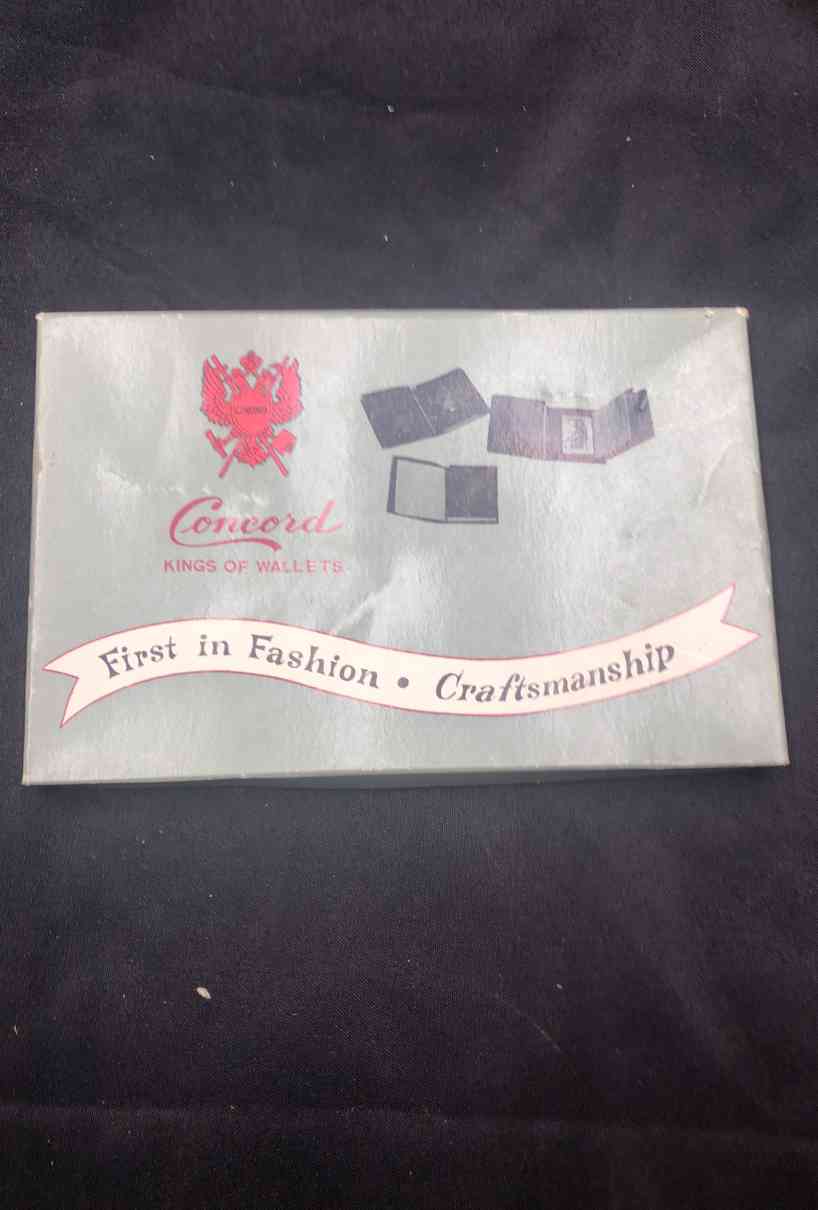 Concord
KINGS OF WALLETS
First in Fashion • Craftsmanship